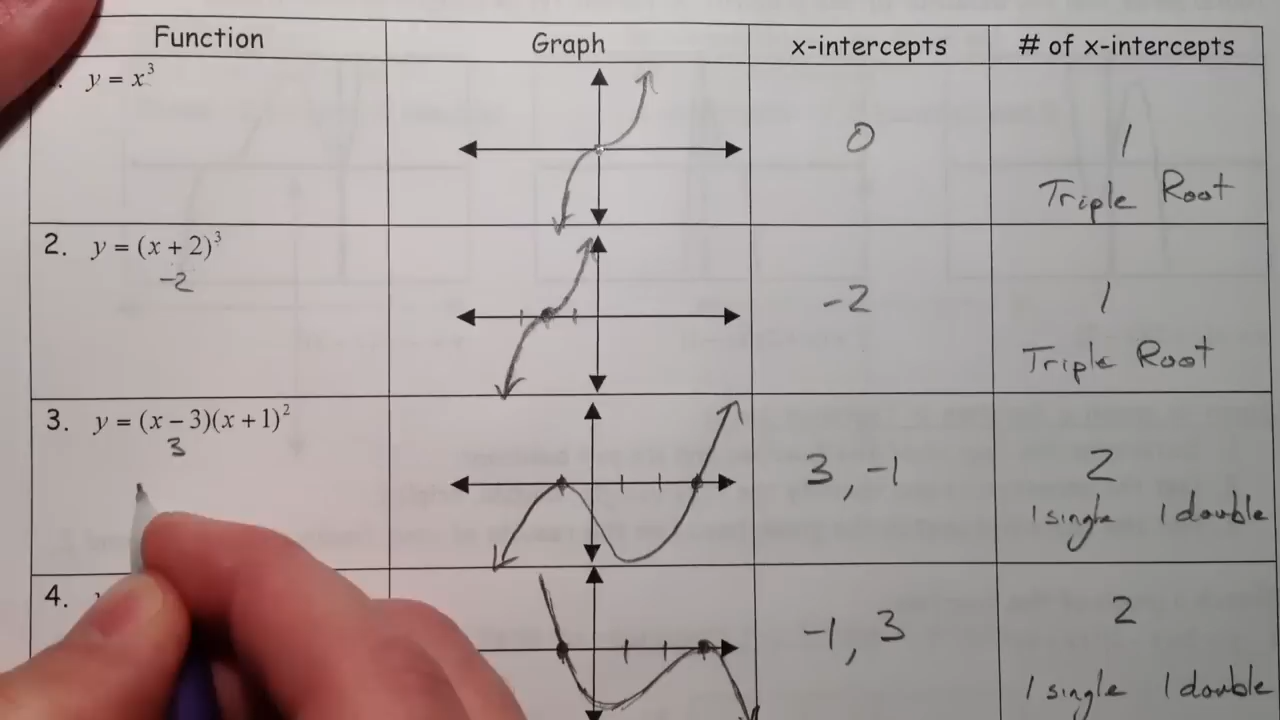 Function Graph x-intercepts # of x-intercepts
y = x³ 0 1
Triple Root
2. y = (x + 2)³ -2 1
-2 Triple Root
3. y = (x − 3)(x + 1)² 3, -1 2
3 1 single 1 double
4. -1, 3 2
1 single 1 double